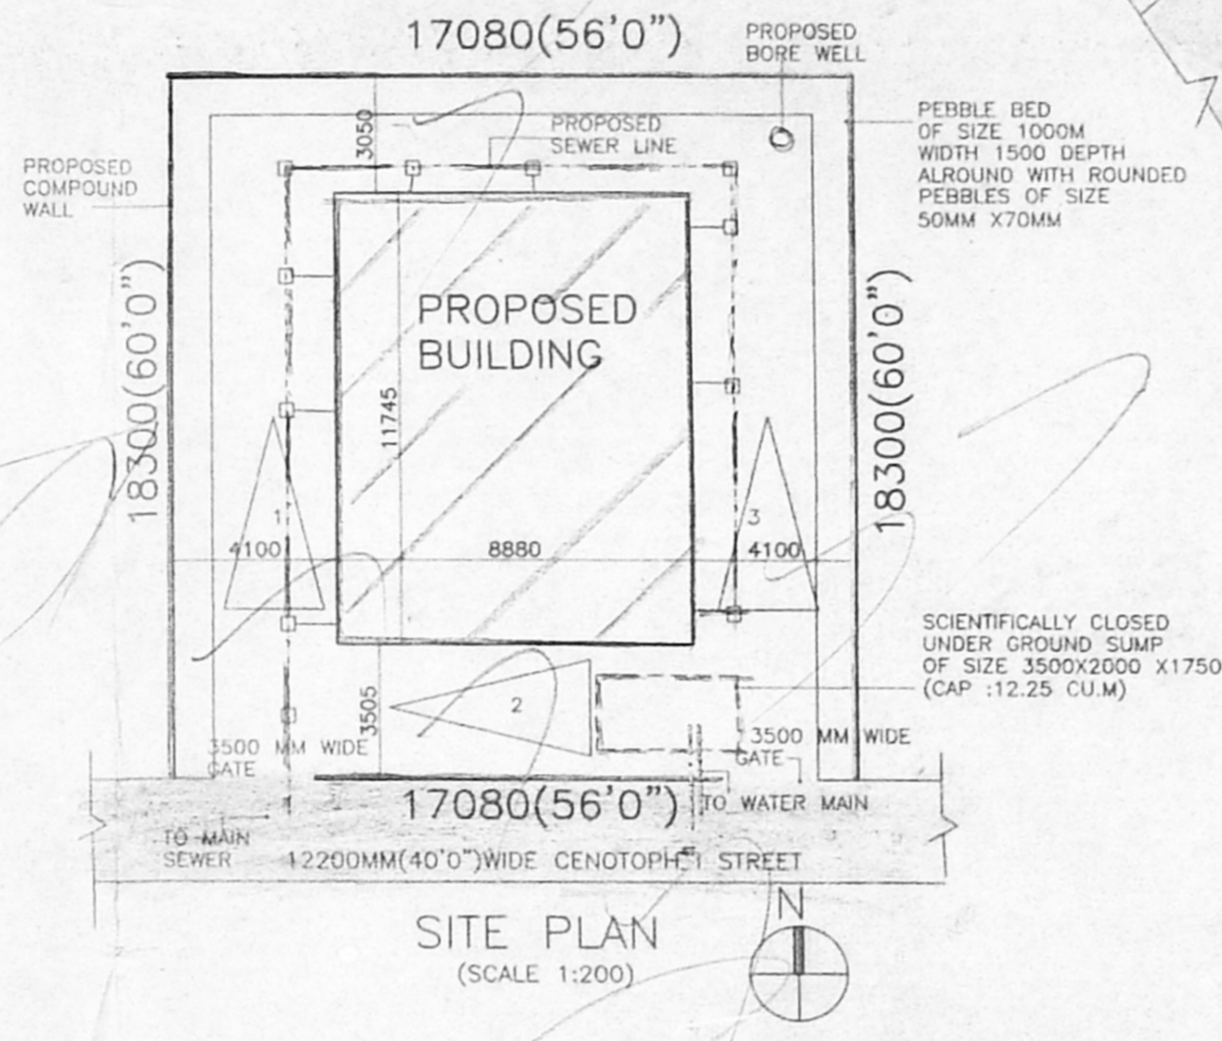 17080(56'0")
PROPOSED
BORE WELL
PEBBLE BED
OF SIZE 1000M
WIDTH 1500 DEPTH
ALROUND WITH ROUNDED
PEBBLES OF SIZE
50MM X70MM
3050
PROPOSED
SEWER LINE
PROPOSED
COMPOUND
WALL
18300(60'0")
PROPOSED
BUILDING
11745
18300(60'0")
1
4100
8880
3
4100
SCIENTIFICALLY CLOSED
UNDER GROUND SUMP
OF SIZE 3500X2000 X1750
(CAP :12.25 CU.M)
3505
2
3500 MM WIDE
GATE
3500 MM WIDE
GATE
17080(56'0")
TO WATER MAIN
TO MAIN
SEWER
12200MM(40'0")WIDE CENOTOPH STREET
N
SITE PLAN
(SCALE 1:200)